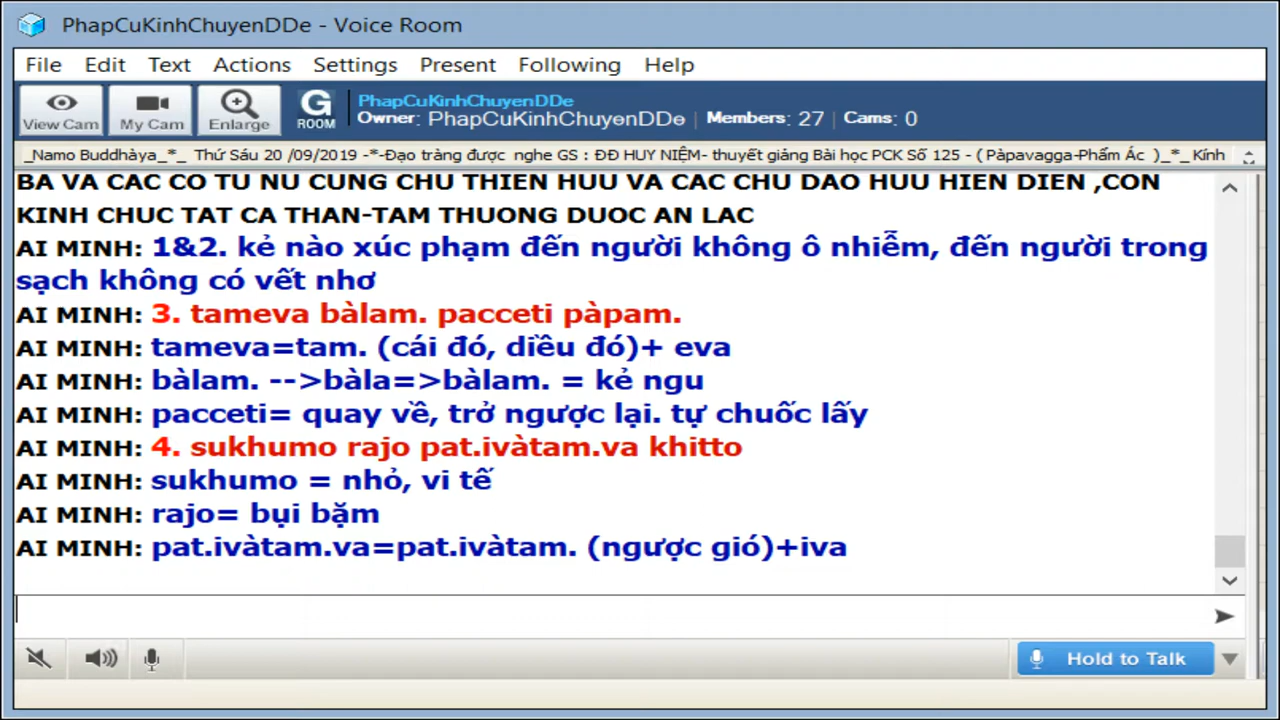 PhapCuKinhChuyenDDe - Voice Room
File Edit Text Actions Settings Present Following Help
View Cam My Cam Enlarge G ROOM PhapCuKinhChuyenDDe
Owner: PhapCuKinhChuyenDDe | Members: 27 | Cams: 0
_Namo Buddhàya_*_ Thứ Sáu 20 /09/2019 -*-Đạo tràng được nghe GS : ĐĐ HUY NIỆM- thuyết giảng Bài học PCK Số 125 - ( Pàpavagga-Phẩm Ác )_*_ Kính
BA VA CAC CO TU NU CUNG CHU THIEN HUU VA CAC CHU DAO HUU HIEN DIEN ,CON
KINH CHUC TAT CA THAN-TAM THUONG DUOC AN LAC
AI MINH: 1&2. kẻ nào xúc phạm đến người không ô nhiễm, đến người trong
sạch không có vết nhơ
AI MINH: 3. tameva bàlam. pacceti pàpam.
AI MINH: tameva=tam. (cái đó, diều đó)+ eva
AI MINH: bàlam. -->bàla=>bàlam. = kẻ ngu
AI MINH: pacceti= quay về, trở ngược lại. tự chuốc lấy
AI MINH: 4. sukhumo rajo pat.ivàtam.va khitto
AI MINH: sukhumo = nhỏ, vi tế
AI MINH: rajo= bụi bặm
AI MINH: pat.ivàtam.va=pat.ivàtam. (ngược gió)+iva
Hold to Talk